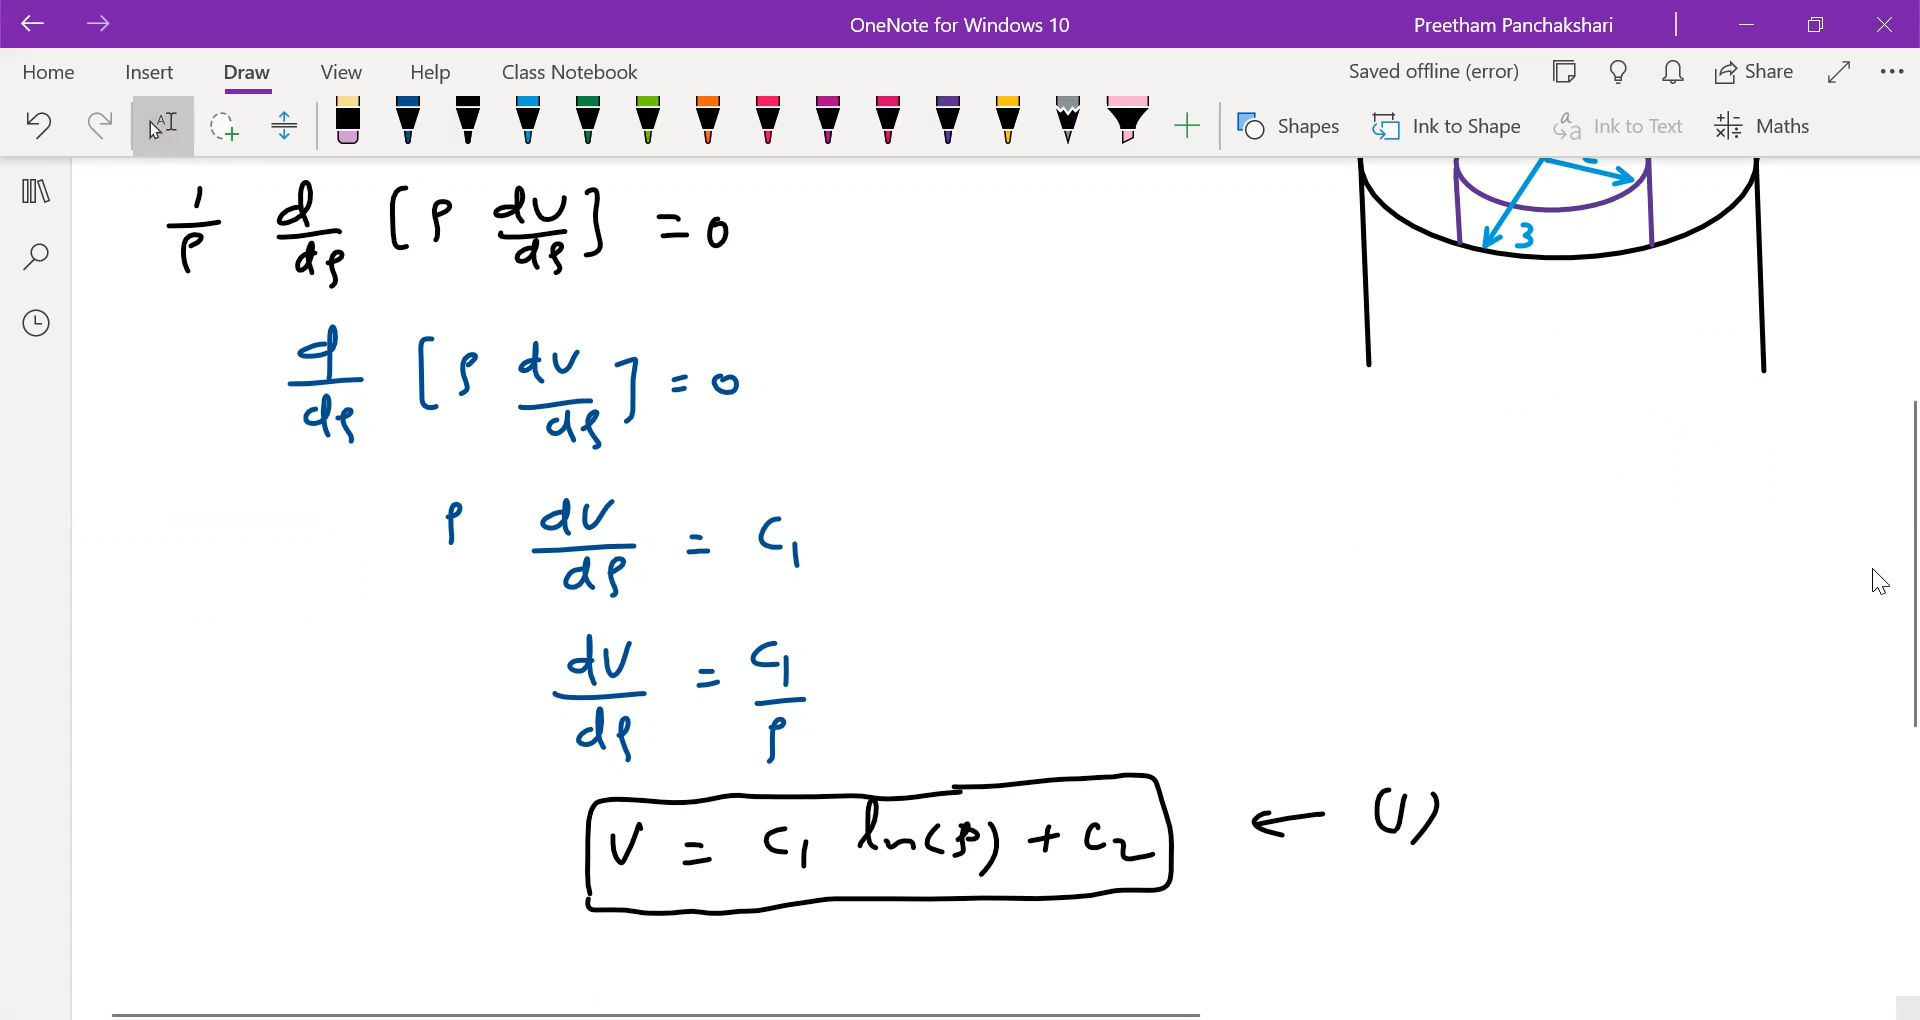 OneNote for Windows 10
Preetham Panchakshari
Home Insert Draw View Help Class Notebook
Saved offline (error) Share
Shapes Ink to Shape Ink to Text Maths
1/ρ d/dρ [ρ dV/dρ] = 0
3
d/dρ [ρ dV/dρ] = 0
ρ dV/dρ = C₁
dV/dρ = C₁/ρ
V = C₁ ln(ρ) + C₂ ← (1)